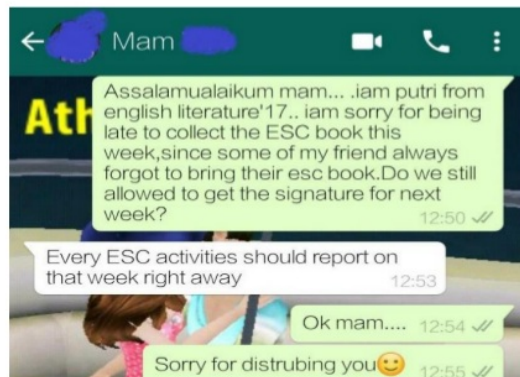 Mam
Ath
Assalamualaikum mam... .iam putri from
english literature'17.. iam sorry for being
late to collect the ESC book this
week,since some of my friend always
forgot to bring their esc book.Do we still
allowed to get the signature for next
week?
12:50
Every ESC activities should report on
that week right away
12:53
Ok mam.... 12:54
Sorry for distrubing you🙂 12:55